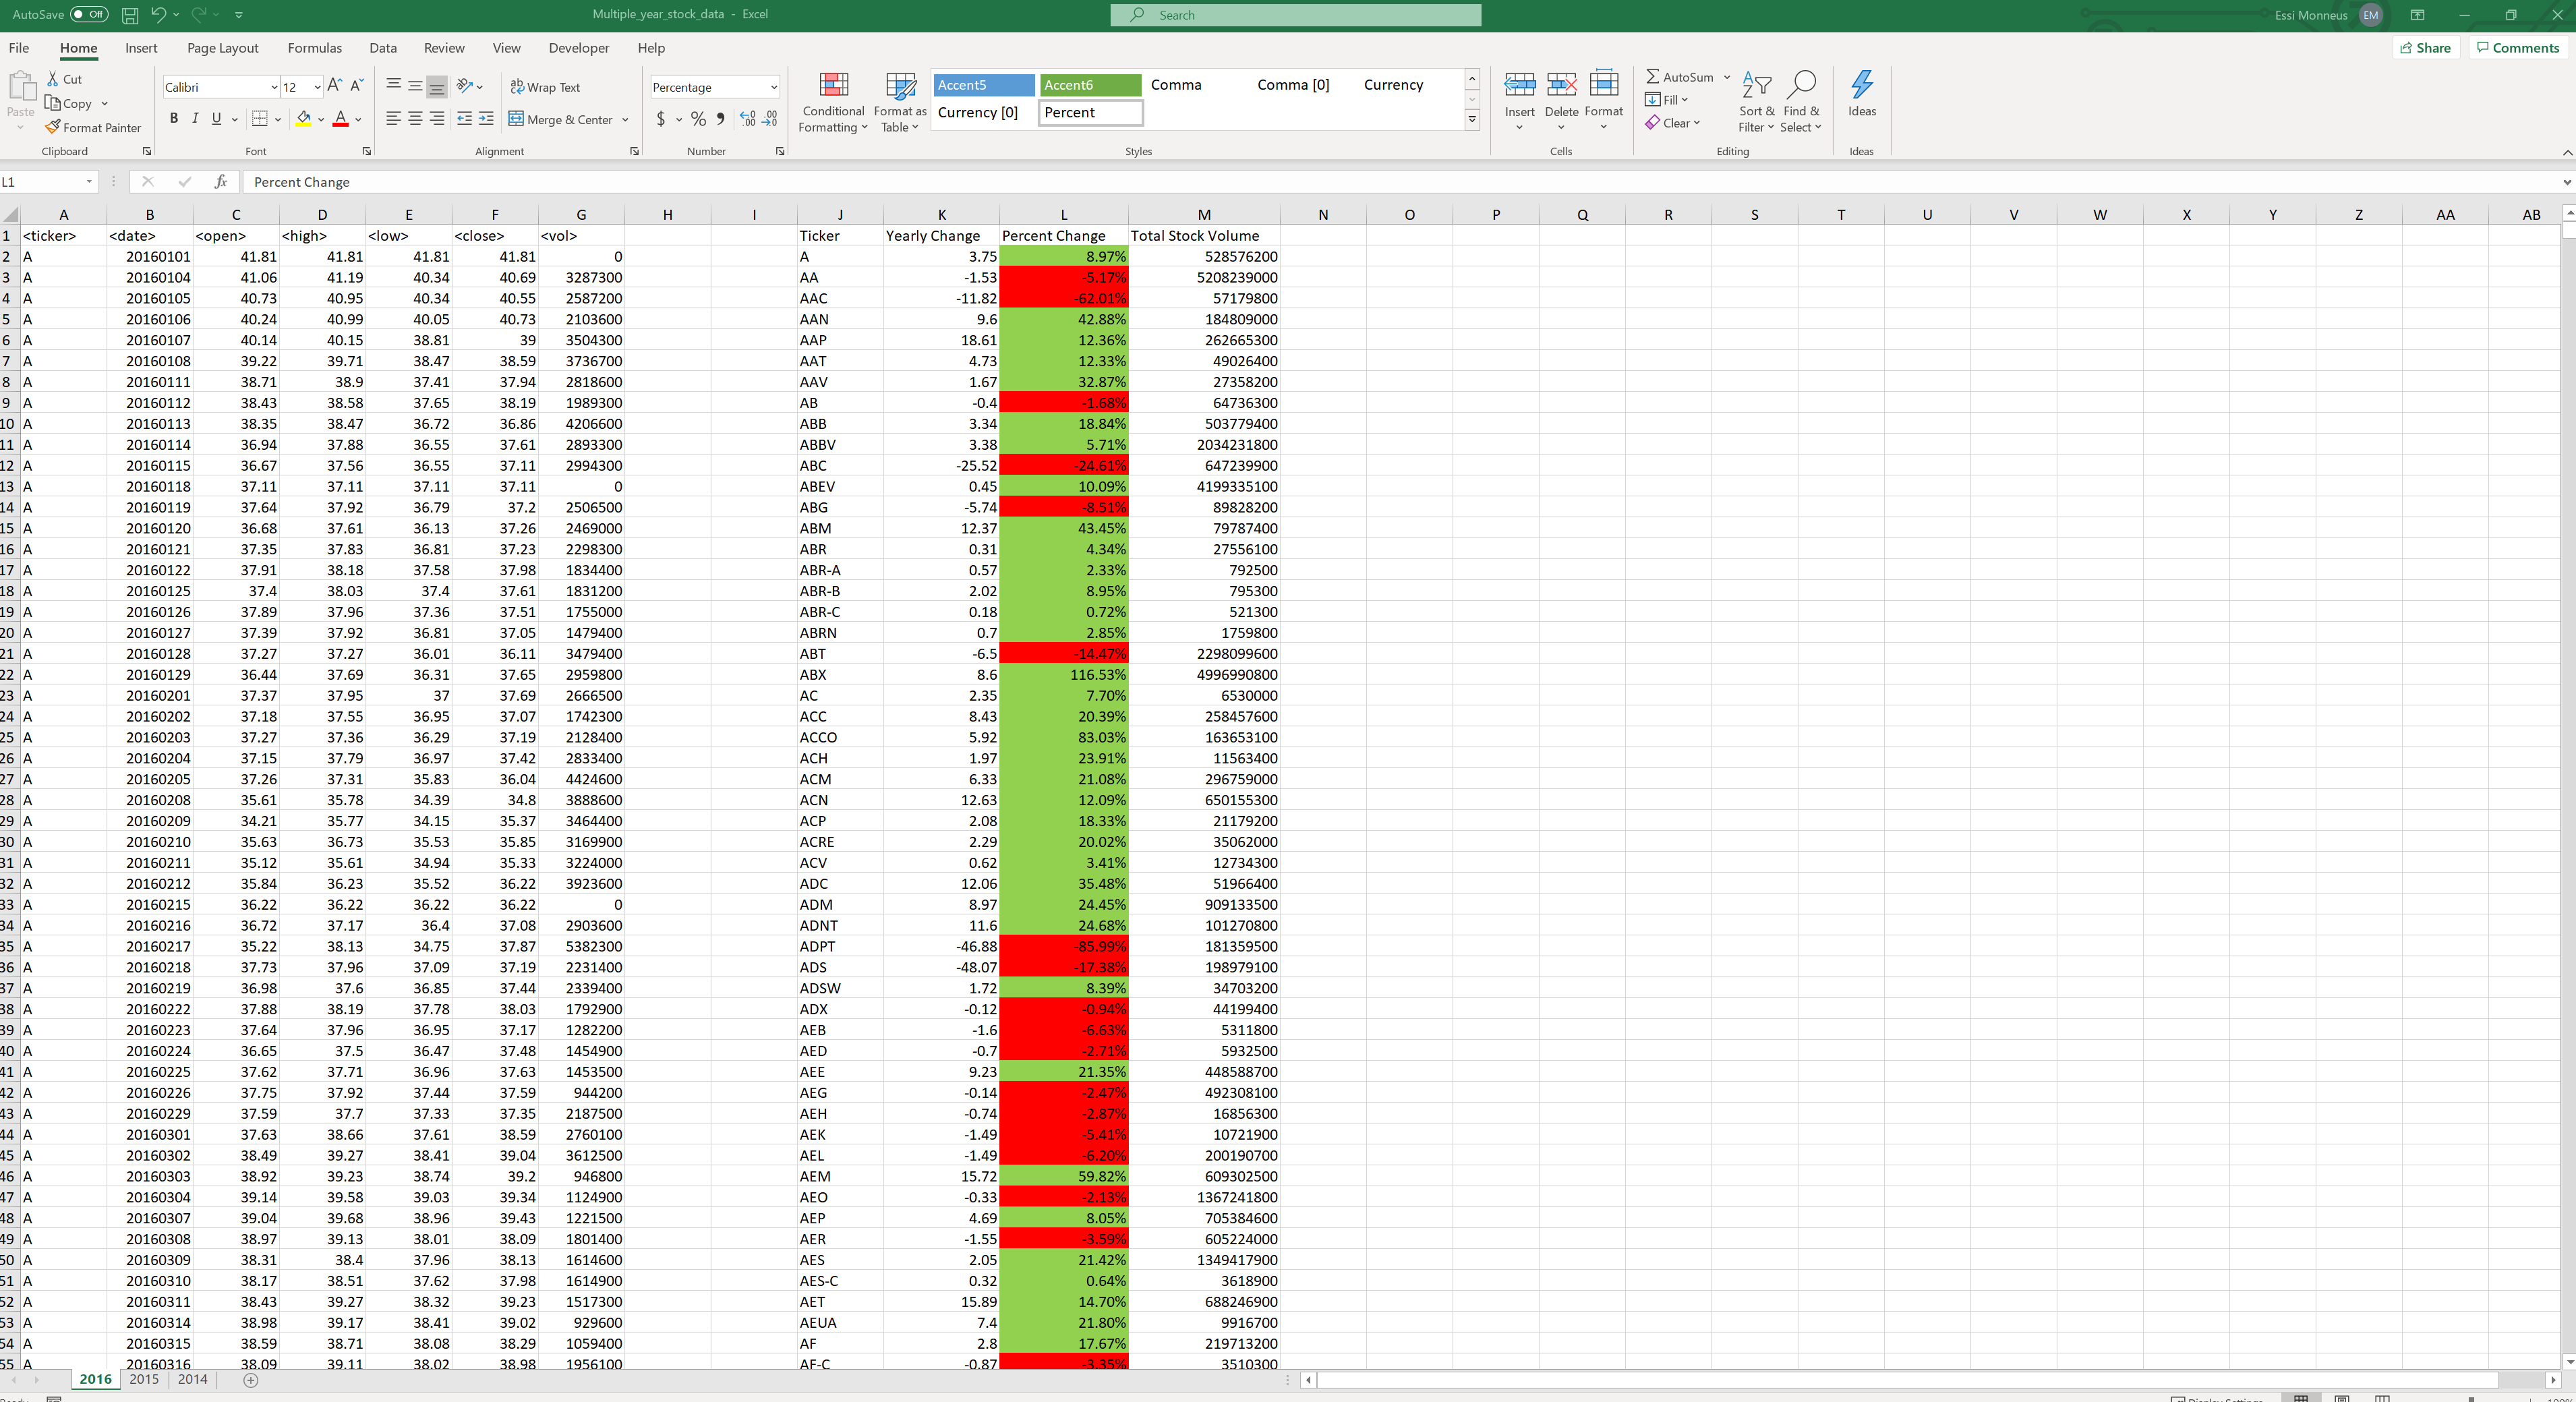 AutoSave Off Multiple_year_stock_data - Excel Search Essi Monneus EM
File Home Insert Page Layout Formulas Data Review View Developer Help Share Comments
Paste Cut Copy Format Painter Clipboard
Calibri 12 B I U A Font
Wrap Text Merge & Center Alignment
Percentage $ % Number
Conditional Formatting Format as Table
Accent5 Accent6 Comma Comma [0] Currency
Currency [0] Percent
Styles
Insert Delete Format Cells
AutoSum Fill Clear Sort & Filter Find & Select Editing
Ideas Ideas
L1 fx Percent Change
A B C D E F G H I J K L M N O P Q R S T U V W X Y Z AA AB
1 <ticker> <date> <open> <high> <low> <close> <vol> Ticker Yearly Change Percent Change Total Stock Volume
2 A 20160101 41.81 41.81 41.81 41.81 0 A 3.75 8.97% 528576200
3 A 20160104 41.06 41.19 40.34 40.69 3287300 AA -1.53 -5.17% 5208239000
4 A 20160105 40.73 40.95 40.34 40.55 2587200 AAC -11.82 -62.01% 57179800
5 A 20160106 40.24 40.99 40.05 40.73 2103600 AAN 9.6 42.88% 184809000
6 A 20160107 40.14 40.15 38.81 39 3504300 AAP 18.61 12.36% 262665300
7 A 20160108 39.22 39.71 38.47 38.59 3736700 AAT 4.73 12.33% 49026400
8 A 20160111 38.71 38.9 37.41 37.94 2818600 AAV 1.67 32.87% 27358200
9 A 20160112 38.43 38.58 37.65 38.19 1989300 AB -0.4 -1.68% 64736300
10 A 20160113 38.35 38.47 36.72 36.86 4206600 ABB 3.34 18.84% 503779400
11 A 20160114 36.94 37.88 36.55 37.61 2893300 ABBV 3.38 5.71% 2034231800
12 A 20160115 36.67 37.56 36.55 37.11 2994300 ABC -25.52 -24.61% 647239900
13 A 20160118 37.11 37.11 37.11 37.11 0 ABEV 0.45 10.09% 4199335100
14 A 20160119 37.64 37.92 36.79 37.2 2506500 ABG -5.74 -8.51% 89828200
15 A 20160120 36.68 37.61 36.13 37.26 2469000 ABM 12.37 43.45% 79787400
16 A 20160121 37.35 37.83 36.81 37.23 2298300 ABR 0.31 4.34% 27556100
17 A 20160122 37.91 38.18 37.58 37.98 1834400 ABR-A 0.57 2.33% 792500
18 A 20160125 37.4 38.03 37.4 37.61 1831200 ABR-B 2.02 8.95% 795300
19 A 20160126 37.89 37.96 37.36 37.51 1755000 ABR-C 0.18 0.72% 521300
20 A 20160127 37.39 37.92 36.81 37.05 1479400 ABRN 0.7 2.85% 1759800
21 A 20160128 37.27 37.27 36.01 36.11 3479400 ABT -6.5 -14.47% 2298099600
22 A 20160129 36.44 37.69 36.31 37.65 2959800 ABX 8.6 116.53% 4996990800
23 A 20160201 37.37 37.95 37 37.69 2666500 AC 2.35 7.70% 6530000
24 A 20160202 37.18 37.55 36.95 37.07 1742300 ACC 8.43 20.39% 258457600
25 A 20160203 37.27 37.36 36.29 37.19 2128400 ACCO 5.92 83.03% 163653100
26 A 20160204 37.15 37.79 36.97 37.42 2833400 ACH 1.97 23.91% 11563400
27 A 20160205 37.26 37.31 35.83 36.04 4424600 ACM 6.33 21.08% 296759000
28 A 20160208 35.61 35.78 34.39 34.8 3888600 ACN 12.63 12.09% 650155300
29 A 20160209 34.21 35.77 34.15 35.37 3464400 ACP 2.08 18.33% 21179200
30 A 20160210 35.63 36.73 35.53 35.85 3169900 ACRE 2.29 20.02% 35062000
31 A 20160211 35.12 35.61 34.94 35.33 3224000 ACV 0.62 3.41% 12734300
32 A 20160212 35.84 36.23 35.52 36.22 3923600 ADC 12.06 35.48% 51966400
33 A 20160215 36.22 36.22 36.22 36.22 0 ADM 8.97 24.45% 909133500
34 A 20160216 36.72 37.17 36.4 37.08 2903600 ADNT 11.6 24.68% 101270800
35 A 20160217 35.22 38.13 34.75 37.87 5382300 ADPT -46.88 -85.99% 181359500
36 A 20160218 37.73 37.96 37.09 37.19 2231400 ADS -48.07 -17.38% 198979100
37 A 20160219 36.98 37.6 36.85 37.44 2339400 ADSW 1.72 8.39% 34703200
38 A 20160222 37.88 38.19 37.78 38.03 1792900 ADX -0.12 -0.94% 44199400
39 A 20160223 37.64 37.96 36.95 37.17 1282200 AEB -1.6 -6.63% 5311800
40 A 20160224 36.65 37.5 36.47 37.48 1454900 AED -0.7 -2.71% 5932500
41 A 20160225 37.62 37.71 36.96 37.63 1453500 AEE 9.23 21.35% 448588700
42 A 20160226 37.75 37.92 37.44 37.59 944200 AEG -0.14 -2.47% 492308100
43 A 20160229 37.59 37.7 37.33 37.35 2187500 AEH -0.74 -2.87% 16856300
44 A 20160301 37.63 38.66 37.61 38.59 2760100 AEK -1.49 -5.41% 10721900
45 A 20160302 38.49 39.27 38.41 39.04 3612500 AEL -1.49 -6.20% 200190700
46 A 20160303 38.92 39.23 38.74 39.2 946800 AEM 15.72 59.82% 609302500
47 A 20160304 39.14 39.58 39.03 39.34 1124900 AEO -0.33 -2.13% 1367241800
48 A 20160307 39.04 39.68 38.96 39.43 1221500 AEP 4.69 8.05% 705384600
49 A 20160308 38.97 39.13 38.01 38.09 1801400 AER -1.55 -3.59% 605224000
50 A 20160309 38.31 38.4 37.96 38.13 1614600 AES 2.05 21.42% 1349417900
51 A 20160310 38.17 38.51 37.62 37.98 1614900 AES-C 0.32 0.64% 3618900
52 A 20160311 38.43 39.27 38.32 39.23 1517300 AET 15.89 14.70% 688246900
53 A 20160314 38.98 39.17 38.41 39.02 929600 AEUA 7.4 21.80% 9916700
54 A 20160315 38.59 38.71 38.08 38.29 1059400 AF 2.8 17.67% 219713200
55 A 20160316 38.09 39.11 38.02 38.98 1956100 AF-C -0.87 -3.35% 3510300
2016 2015 2014